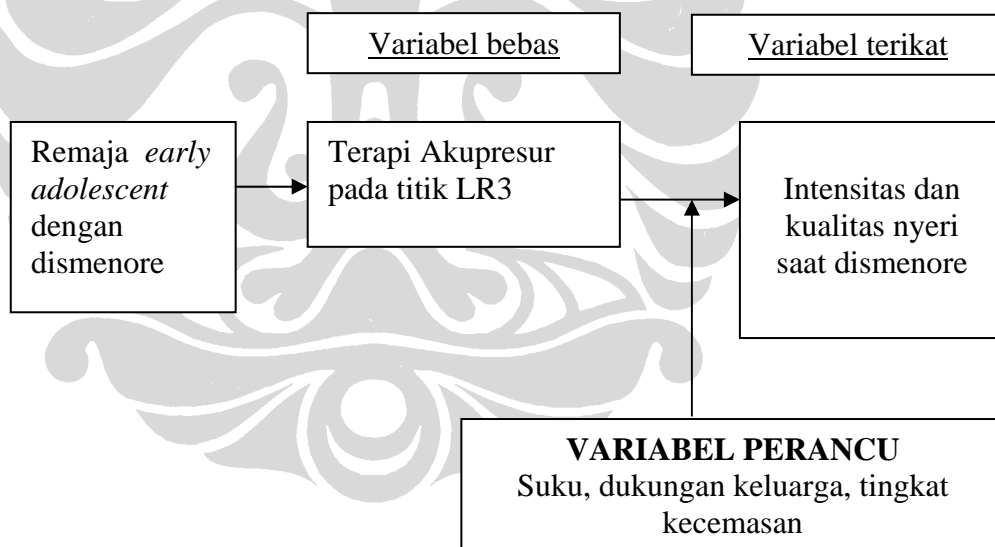 Variabel bebas
Variabel terikat
Remaja early
adolescent
dengan
dismenore
Terapi Akupresur
pada titik LR3
Intensitas dan
kualitas nyeri
saat dismenore
VARIABEL PERANCU
Suku, dukungan keluarga, tingkat
kecemasan